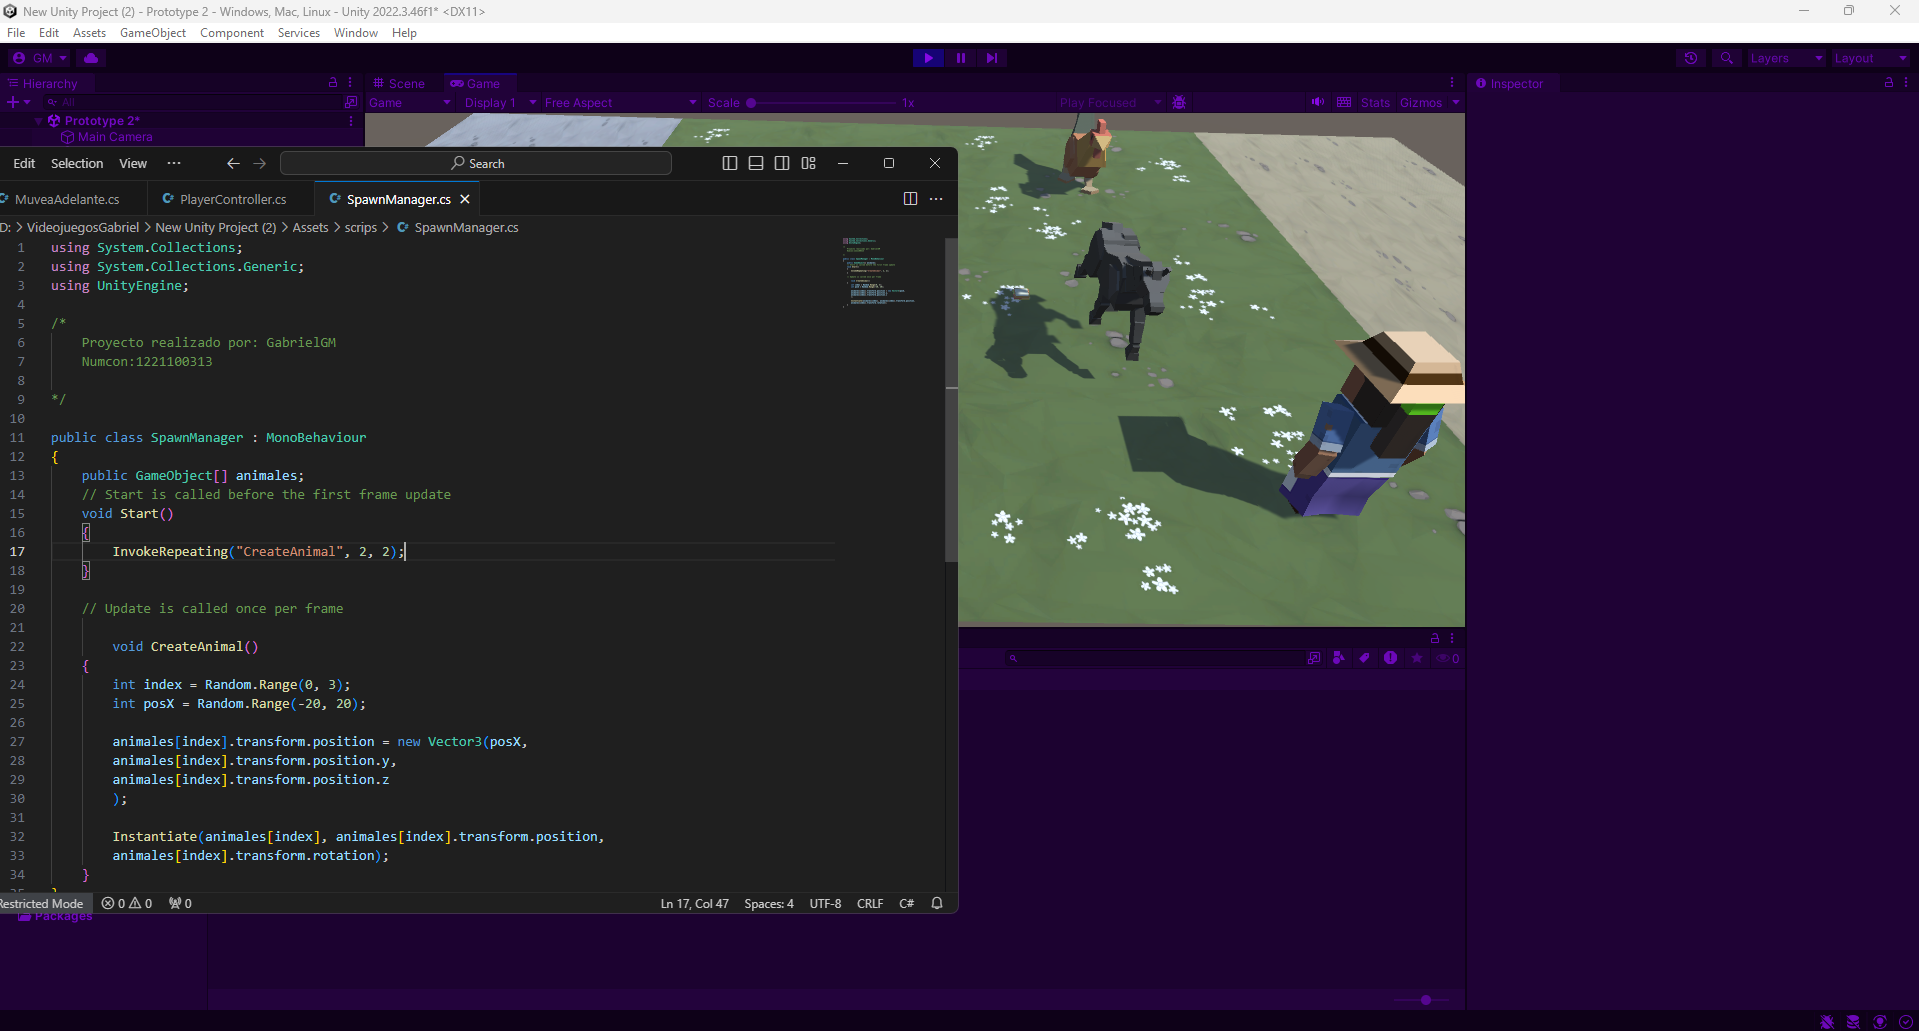 New Unity Project (2) - Prototype 2 - Windows, Mac, Linux - Unity 2022.3.46f1* <DX11>
File Edit Assets GameObject Component Services Window Help
GM Layers Layout
Hierarchy Scene Game Inspector
All Game Display 1 Free Aspect Scale 1x Play Focused Stats Gizmos
Prototype 2*
Main Camera
Edit Selection View ··· Search
MuveaAdelante.cs PlayerController.cs SpawnManager.cs
D: > VideojuegosGabriel > New Unity Project (2) > Assets > scrips > SpawnManager.cs
1 using System.Collections;
2 using System.Collections.Generic;
3 using UnityEngine;
4
5 /*
6 Proyecto realizado por: GabrielGM
7 Numcon:1221100313
8
9 */
10
11 public class SpawnManager : MonoBehaviour
12 {
13 public GameObject[] animales;
14 // Start is called before the first frame update
15 void Start()
16 {
17 InvokeRepeating("CreateAnimal", 2, 2);
18 }
19
20 // Update is called once per frame
21
22 void CreateAnimal()
23 {
24 int index = Random.Range(0, 3);
25 int posX = Random.Range(-20, 20);
26
27 animales[index].transform.position = new Vector3(posX,
28 animales[index].transform.position.y,
29 animales[index].transform.position.z
30 );
31
32 Instantiate(animales[index], animales[index].transform.position,
33 animales[index].transform.rotation);
34 }
35 }
Restricted Mode 0 0 0 Ln 17, Col 47 Spaces: 4 UTF-8 CRLF C#
Packages
0